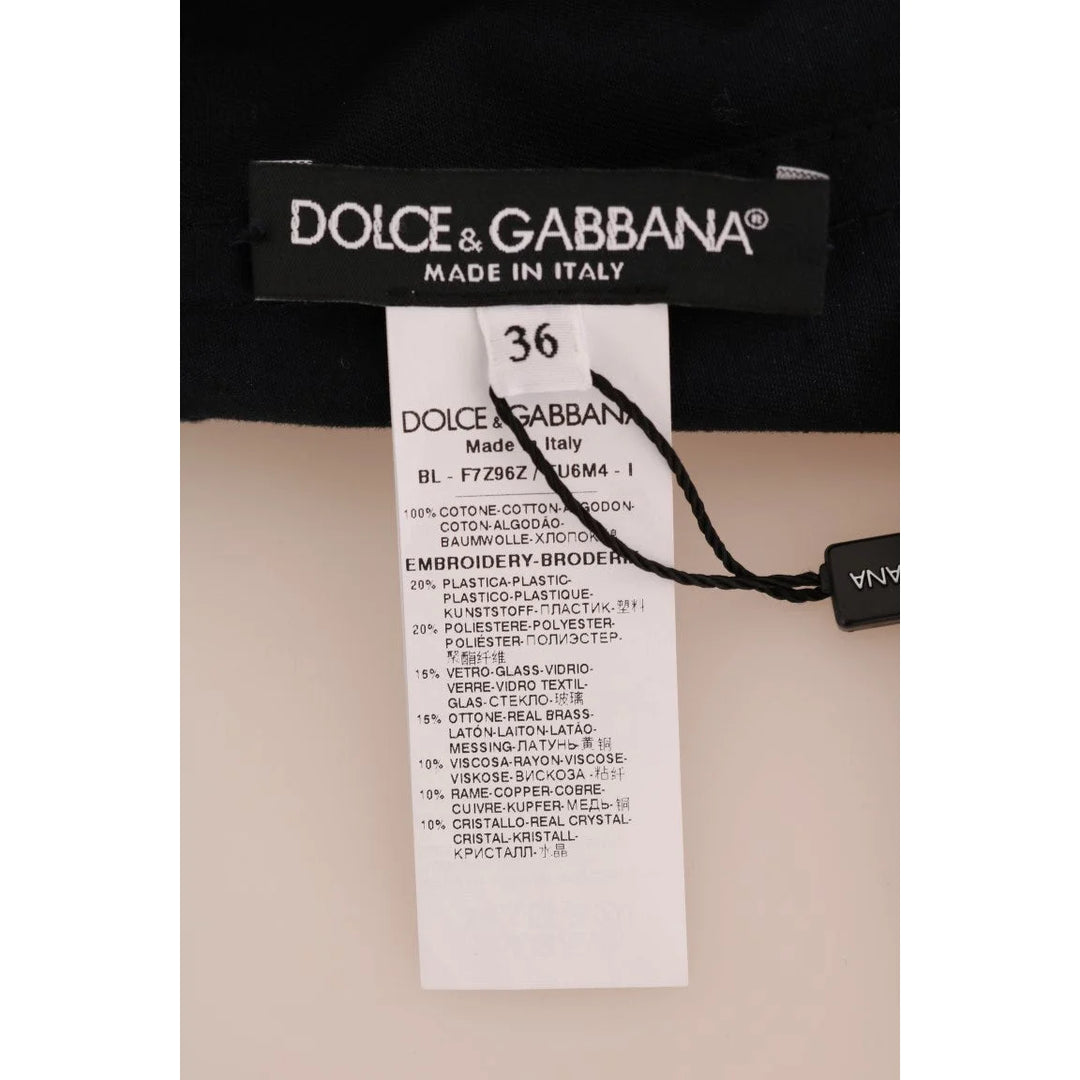 DOLCE & GABBANA®
MADE IN ITALY
36
DOLCE & GABBANA
Made Italy
BL - F7Z96Z / FU6M4 - I
100% COTONE-COTTON-ALGODON-
COTON-ALGODÃO-
BAUMWOLLE-ХЛОПОК
EMBROIDERY-BRODERIE
20% PLASTICA-PLASTIC-
PLASTICO-PLASTIQUE-
KUNSTSTOFF-ПЛАСТИК-塑料
20% POLIESTERE-POLYESTER-
POLIÉSTER-ПОЛИЭСТЕР-
聚酯纤维
15% VETRO-GLASS-VIDRIO-
VERRE-VIDRO TEXTIL-
GLAS-СТЕКЛО-玻璃
15% OTTONE-REAL BRASS-
LATÓN-LAITON-LATÃO-
MESSING-ЛАТУНЬ-黄铜
10% VISCOSA-RAYON-VISCOSE-
VISKOSE-ВИСКОЗА -粘纤
10% RAME-COPPER-COBRE-
CUIVRE-KUPFER-МЕДЬ-铜
10% CRISTALLO-REAL CRYSTAL-
CRISTAL-KRISTALL-
КРИСТАЛЛ-水晶